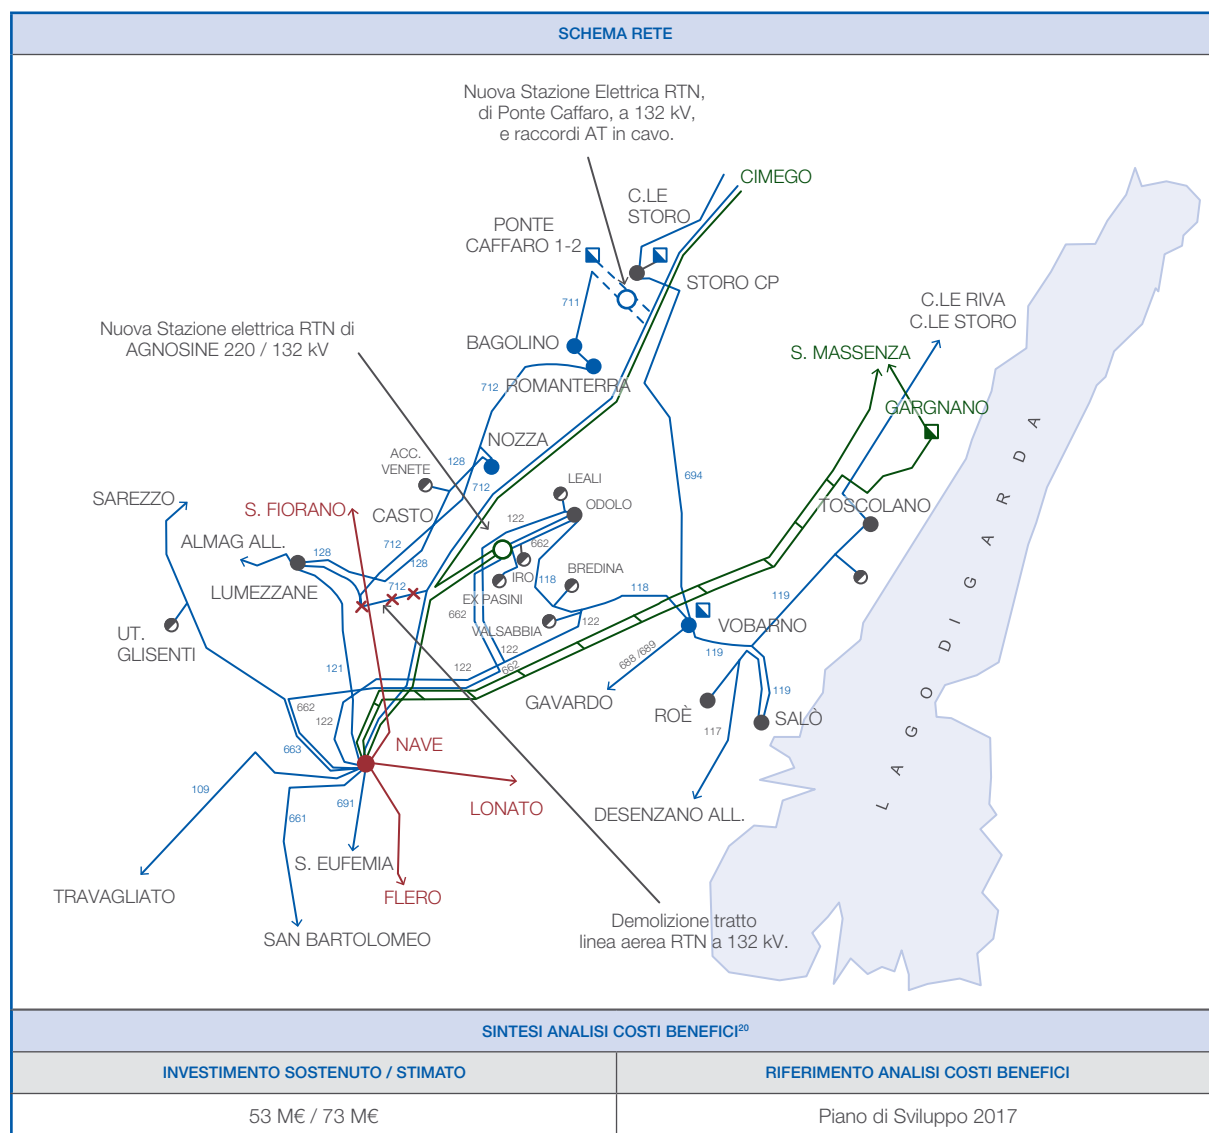 SCHEMA RETE
Nuova Stazione Elettrica RTN,
di Ponte Caffaro, a 132 kV,
e raccordi AT in cavo.
CIMEGO
C.LE
STORO
PONTE
CAFFARO 1-2
STORO CP
711
C.LE RIVA
C.LE STORO
Nuova Stazione elettrica RTN di
AGNOSINE 220 / 132 kV
BAGOLINO
S. MASSENZA
712
ROMANTERRA
GARGNANO
NOZZA
ACC.
VENETE
128
712
LEALI
694
SAREZZO
S. FIORANO
CASTO
ODOLO
TOSCOLANO
122
ALMAG ALL.
128
712
128
662
IRO
LUMEZZANE
712
118
BREDINA
118
EX PASINI
119
662
VALSABBIA
122
VOBARNO
UT.
GLISENTI
122
688 /689
119
121
122
662
119
GAVARDO
662
122
ROÈ
SALÒ
117
663
NAVE
109
691
661
LONATO
DESENZANO ALL.
S. EUFEMIA
TRAVAGLIATO
FLERO
SAN BARTOLOMEO
Demolizione tratto
linea aerea RTN a 132 kV.
LAGO DI GARDA
SINTESI ANALISI COSTI BENEFICI20
INVESTIMENTO SOSTENUTO / STIMATO
RIFERIMENTO ANALISI COSTI BENEFICI
53 M€ / 73 M€
Piano di Sviluppo 2017